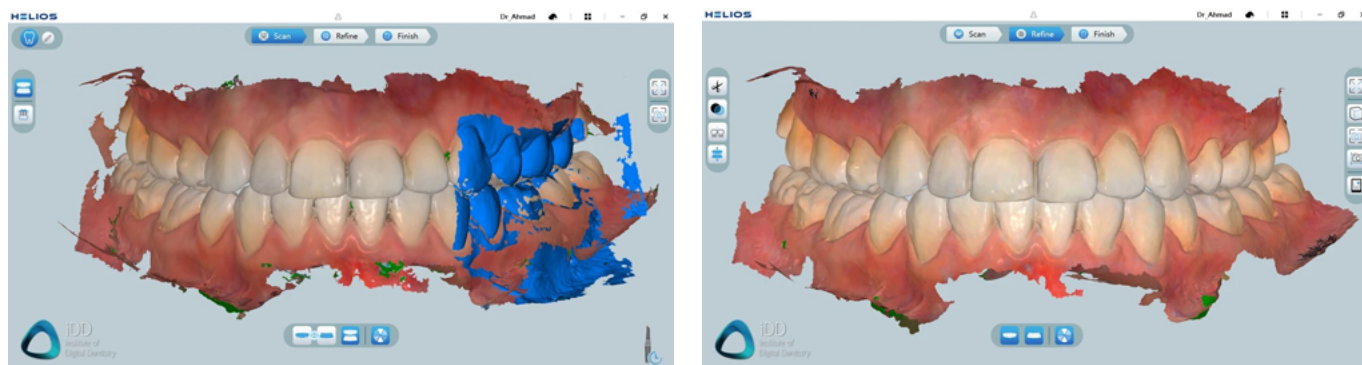 HELIOS
Dr_Ahmad
Scan
Refine
Finish
iDD
Institute of
Digital Dentistry
HELIOS
Dr_Ahmad
Scan
Refine
Finish
iDD
Institute of
Digital Dentistry